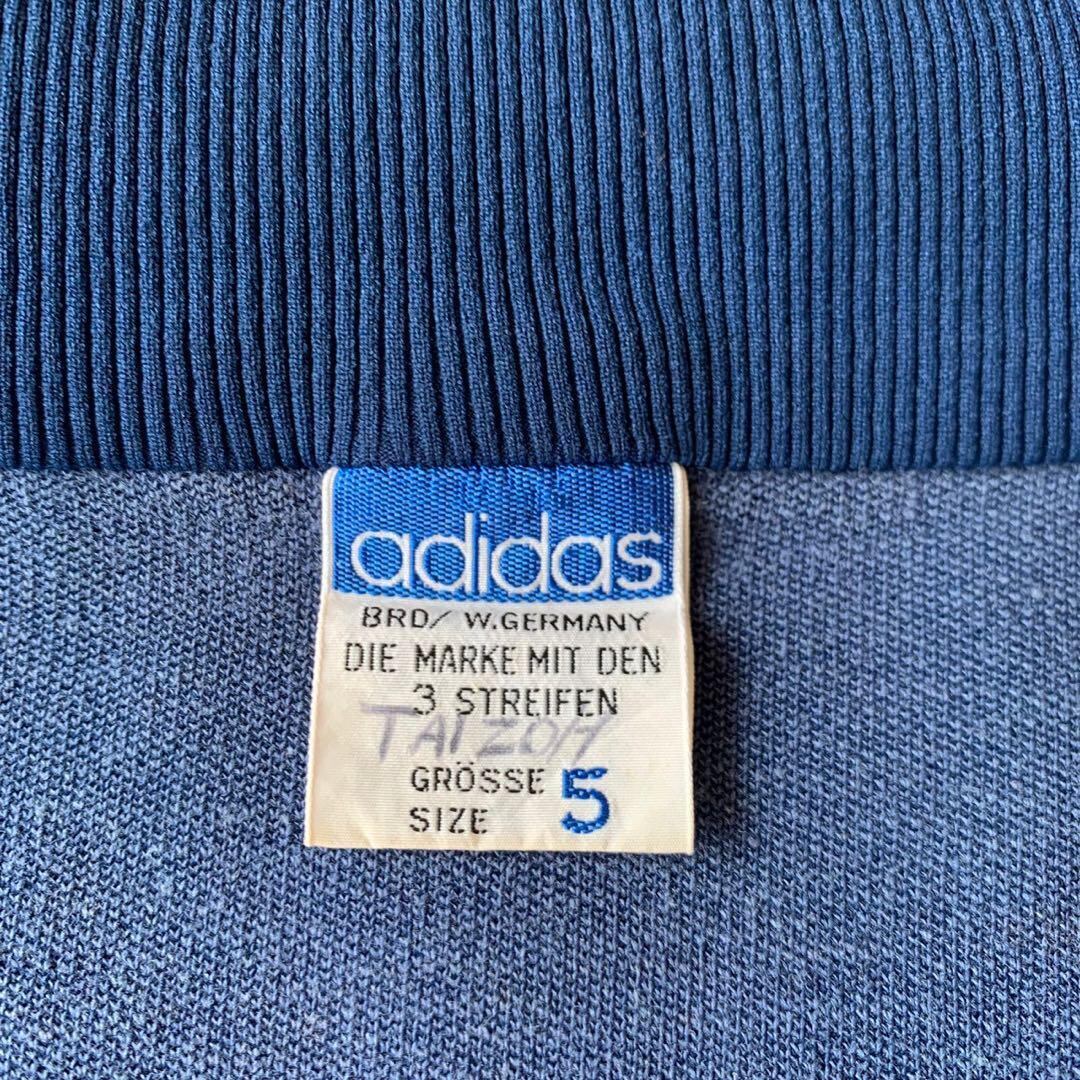 adidas
BRD/ W.GERMANY
DIE MARKE MIT DEN
3 STREIFEN
GRÖSSE
SIZE 5